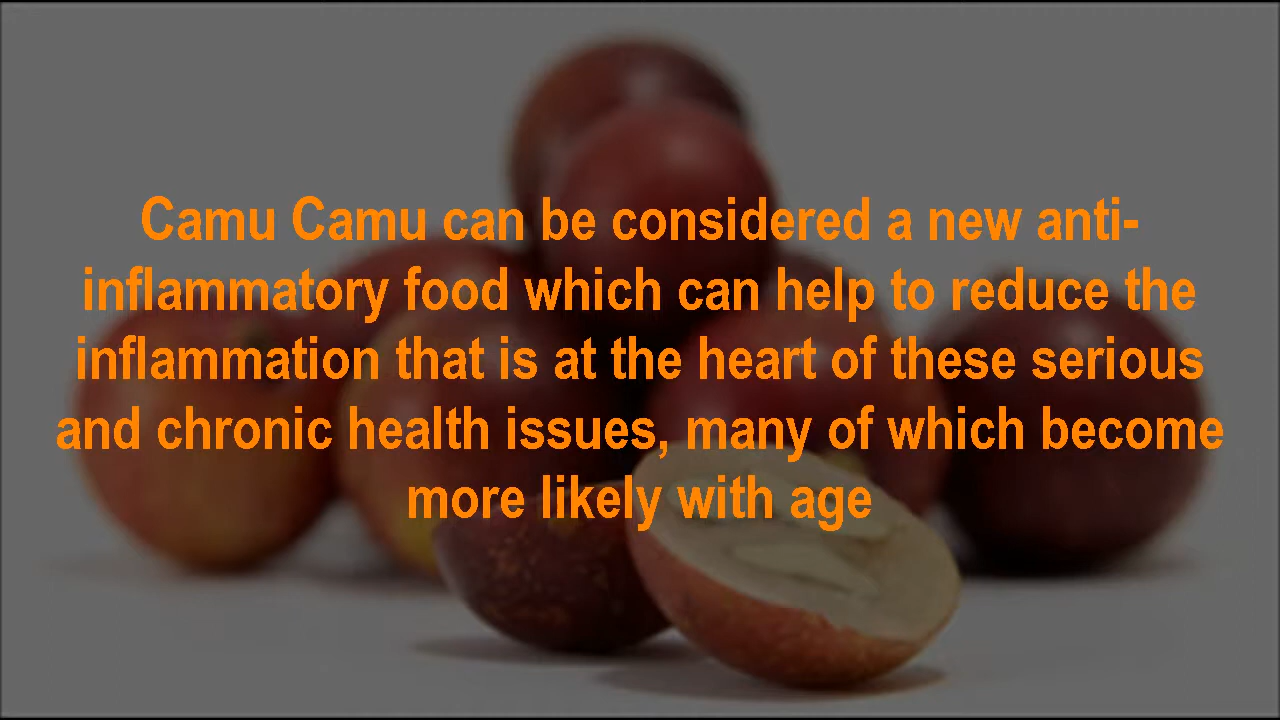 Camu Camu can be considered a new anti-
inflammatory food which can help to reduce the
inflammation that is at the heart of these serious
and chronic health issues, many of which become
more likely with age